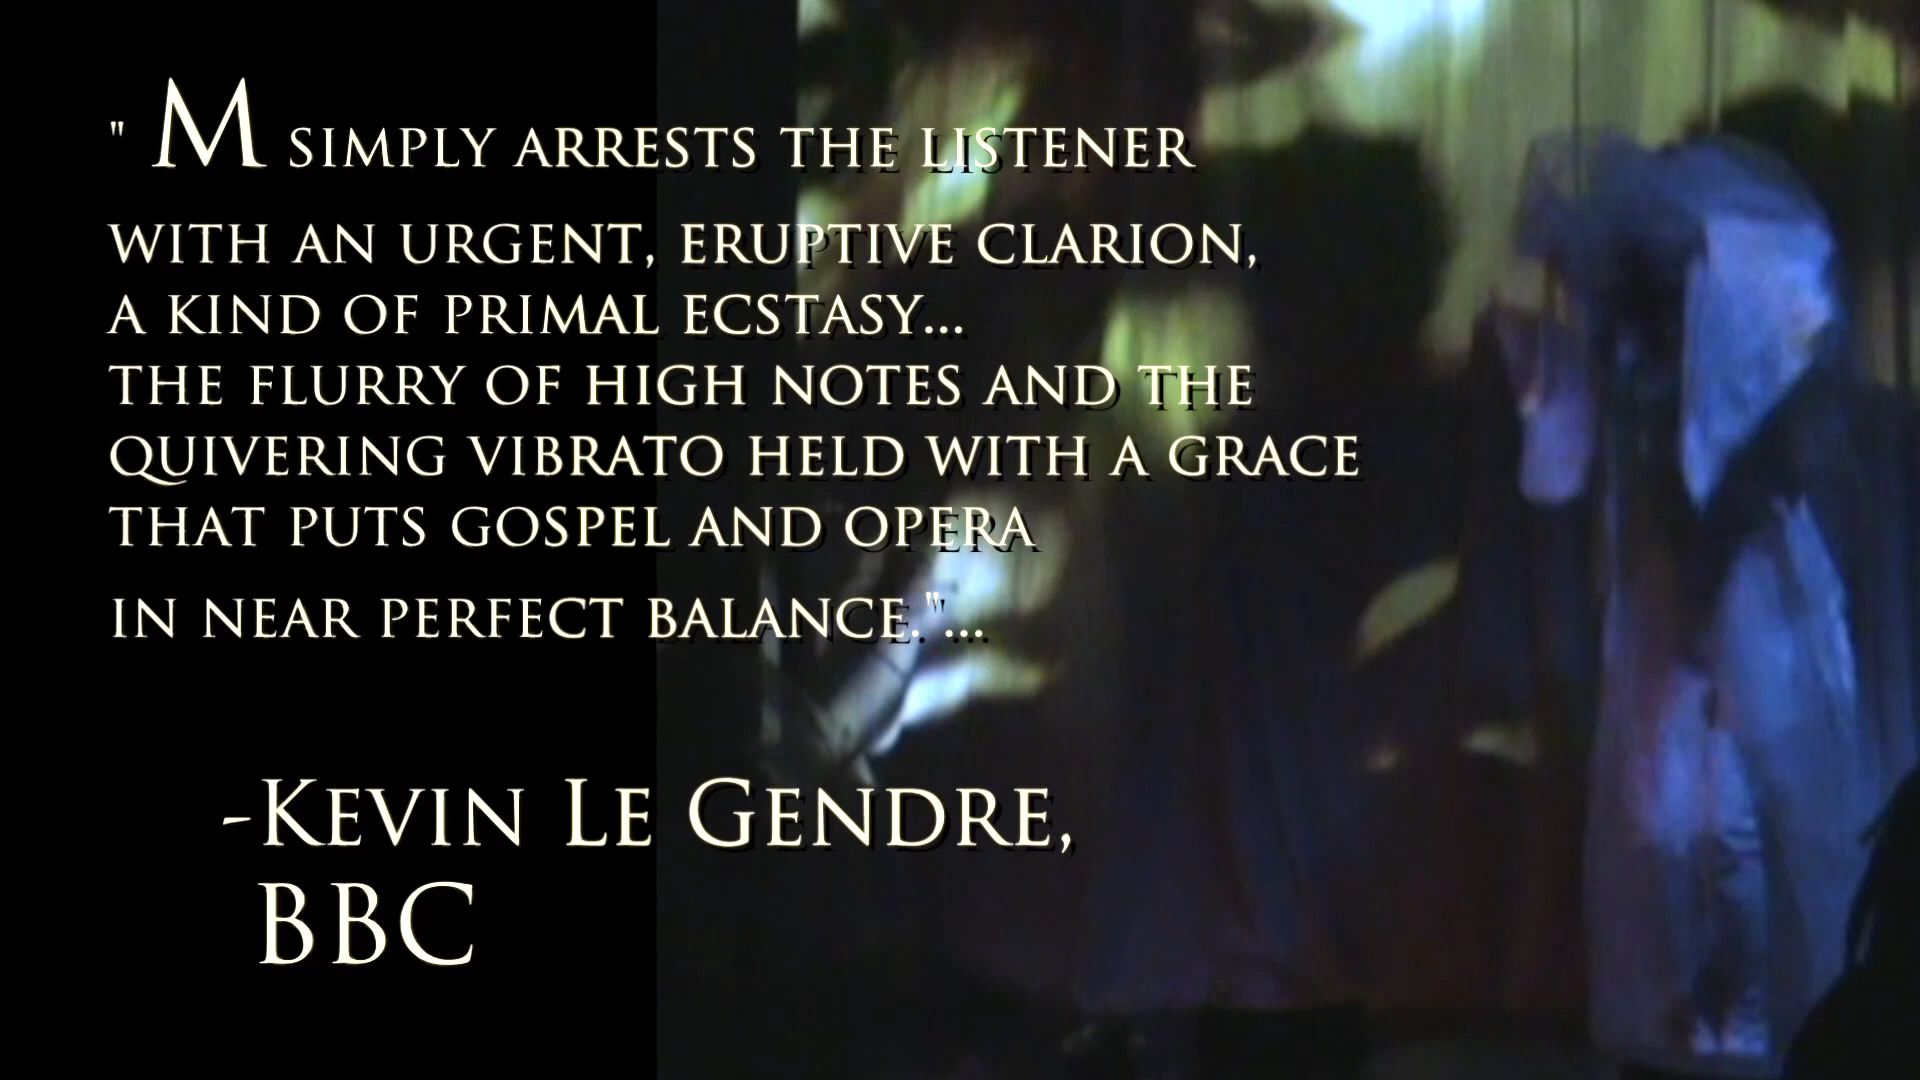 " M SIMPLY ARRESTS THE LISTENER
WITH AN URGENT, ERUPTIVE CLARION,
A KIND OF PRIMAL ECSTASY...
THE FLURRY OF HIGH NOTES AND THE
QUIVERING VIBRATO HELD WITH A GRACE
THAT PUTS GOSPEL AND OPERA
IN NEAR PERFECT BALANCE."...
-KEVIN LE GENDRE,
BBC